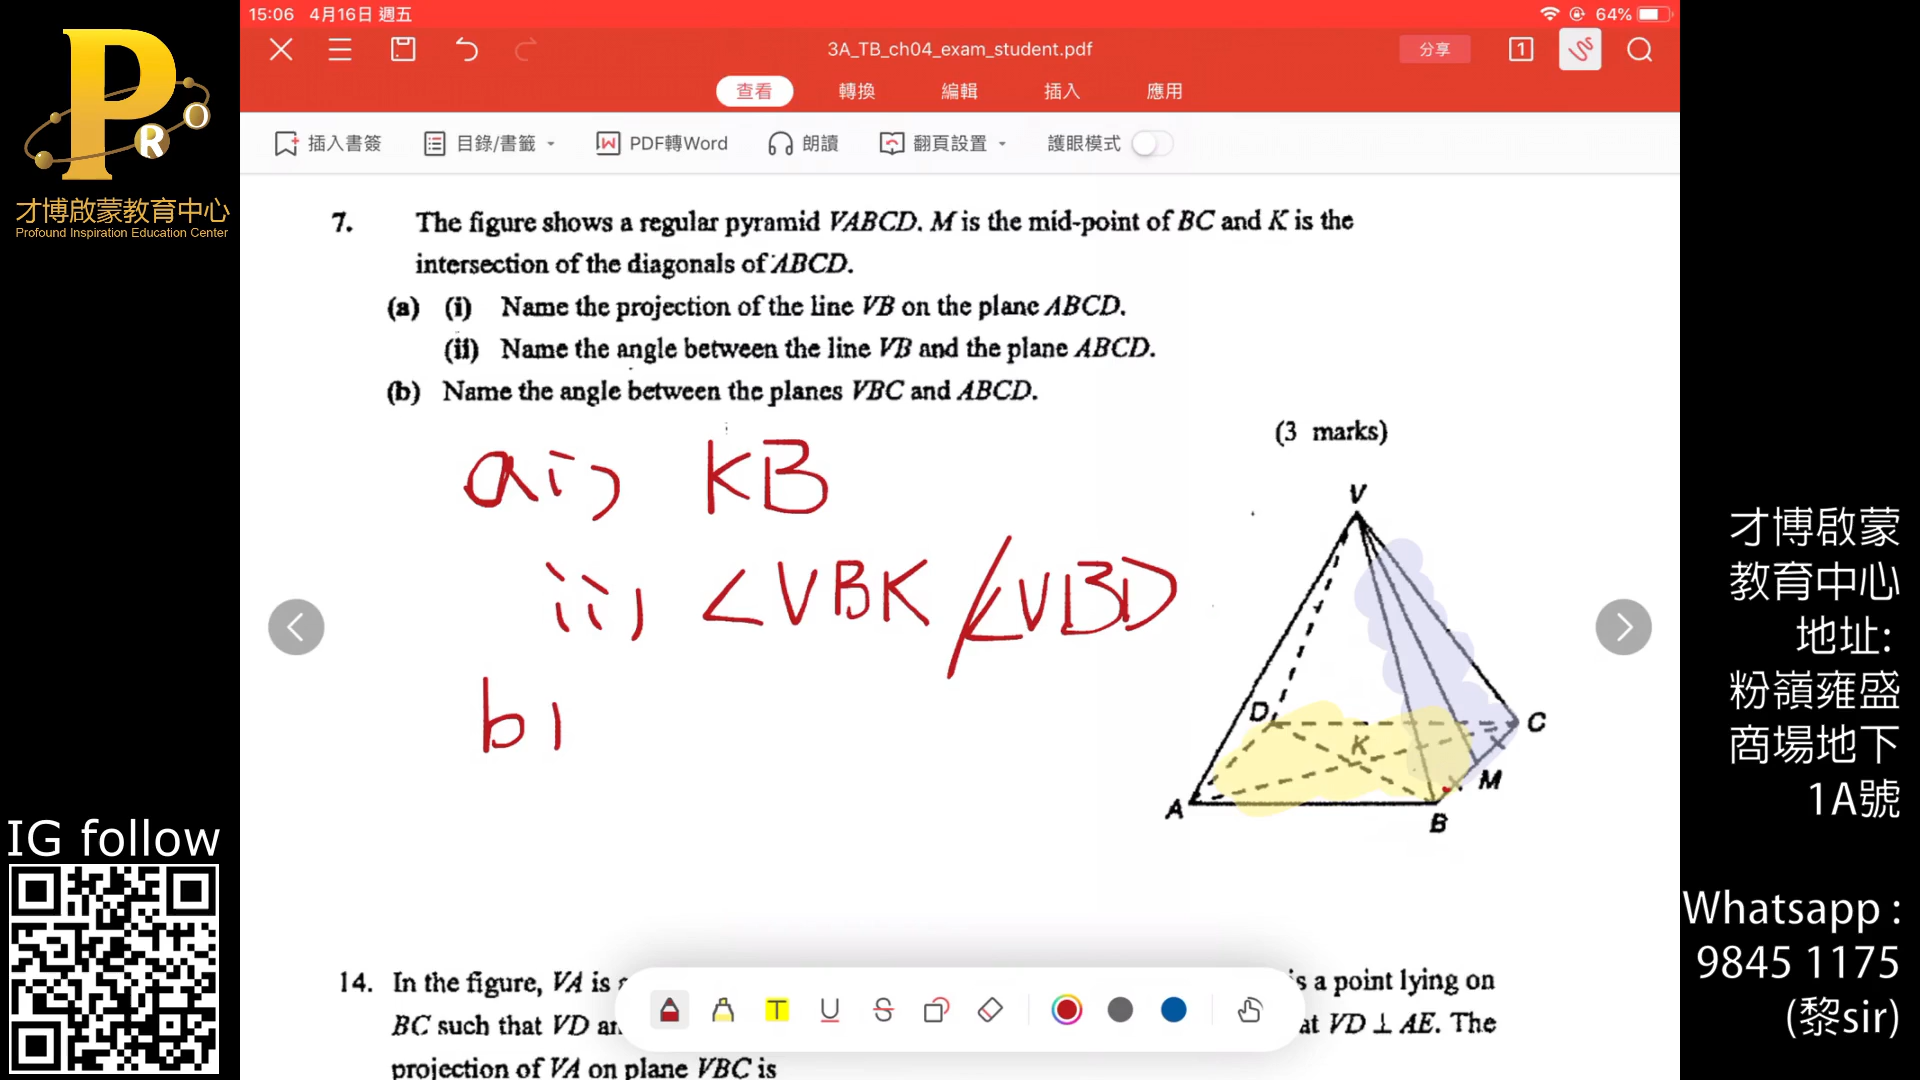 15:06 4月16日 週五
64%
3A_TB_ch04_exam_student.pdf
分享
1
查看 轉換 編輯 插入 應用
插入書簽 目錄/書籤 PDF轉Word 朗讀 翻頁設置 護眼模式
PRO
才博啟蒙教育中心
Profound Inspiration Education Center
7. The figure shows a regular pyramid VABCD. M is the mid-point of BC and K is the
intersection of the diagonals of ABCD.
(a) (i) Name the projection of the line VB on the plane ABCD.
(ii) Name the angle between the line VB and the plane ABCD.
(b) Name the angle between the planes VBC and ABCD.
(3 marks)
ai) KB
ii) ∠VBK / ∠VBD
b)
V
D
C
K
M
A
B
14. In the figure, VA is
s a point lying on
BC such that VD an
at VD ⊥ AE. The
projection of VA on plane VBC is
T U S
IG follow
才博啟蒙
教育中心
地址:
粉嶺雍盛
商場地下
1A號
Whatsapp :
9845 1175
(黎sir)